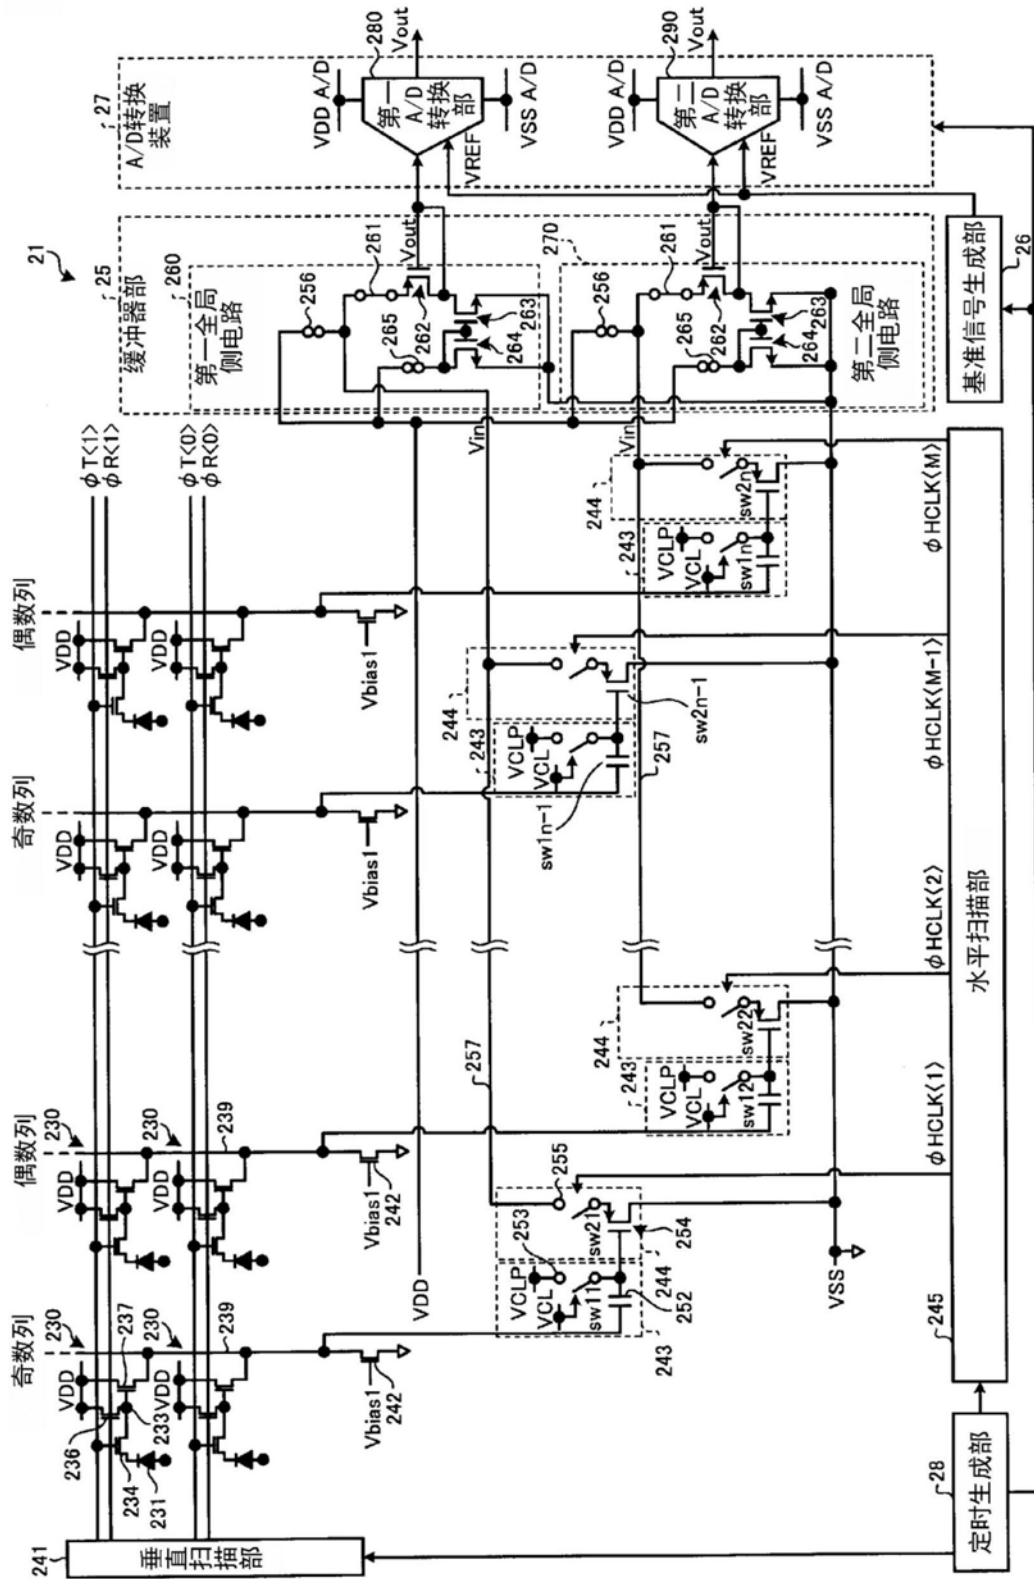 21
缓冲器部
25
第一全局
侧电路
260
256
265
261
262
263
264
Vout
第二全局
侧电路
270
256
265
261
262
263
264
Vout
A/D转换
装置
27
VDD A/D
第一
A/D
转换
部
280
Vout
VSS A/D
VREF
VDD A/D
第二
A/D
转换
部
290
Vout
VSS A/D
VREF
基准信号生成部
26
φT<1>
φR<1>
φT<0>
φR<0>
奇数列
偶数列
奇数列
偶数列
230
230
230
230
VDD
VDD
VDD
VDD
VDD
VDD
VDD
VDD
236
237
233
234
231
239
239
Vbias1
242
Vbias1
242
Vbias1
Vbias1
VDD
Vin
Vin
VCLP
VCL
sw11
253
252
243
sw21
255
254
244
VCLP
VCL
sw12
243
sw22
244
257
257
VCLP
VCL
sw1n-1
243
sw2n-1
244
VCLP
VCL
sw1n
243
sw2n
244
VSS
φHCLK<1>
φHCLK<2>
φHCLK<M-1>
φHCLK<M>
水平扫描部
245
垂直扫描部
241
定时生成部
28